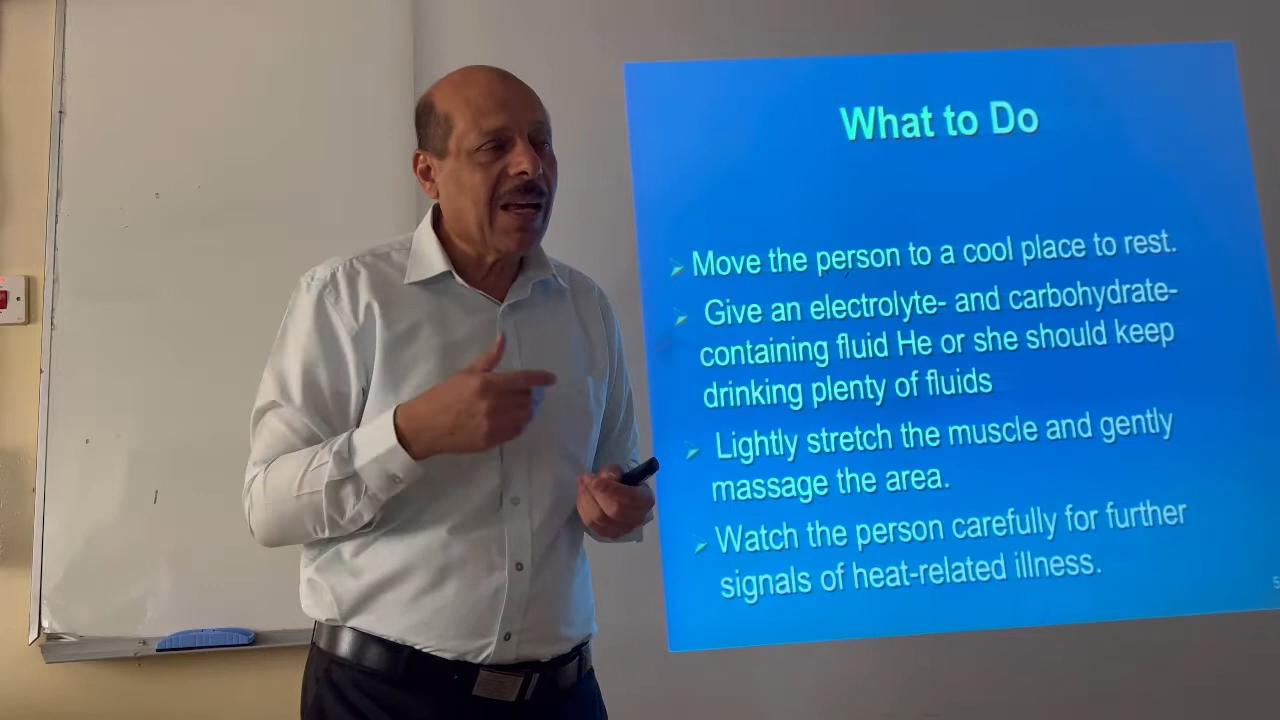 What to Do
Move the person to a cool place to rest.
Give an electrolyte- and carbohydrate-
containing fluid He or she should keep
drinking plenty of fluids
Lightly stretch the muscle and gently
massage the area.
Watch the person carefully for further
signals of heat-related illness.
5